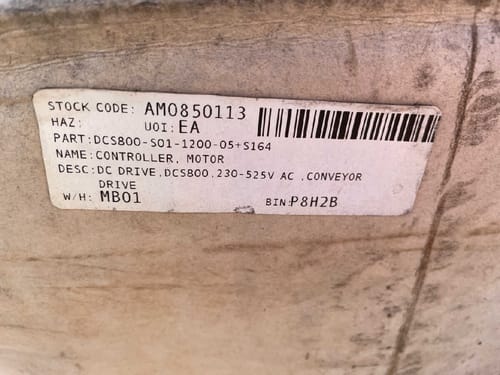 STOCK CODE: AM0850113
HAZ: UOI: EA
PART: DCS800-S01-1200-05+S164
NAME: CONTROLLER, MOTOR
DESC: DC DRIVE,DCS800,230-525V AC ,CONVEYOR
DRIVE
W/H: MB01 BIN: P8H2B